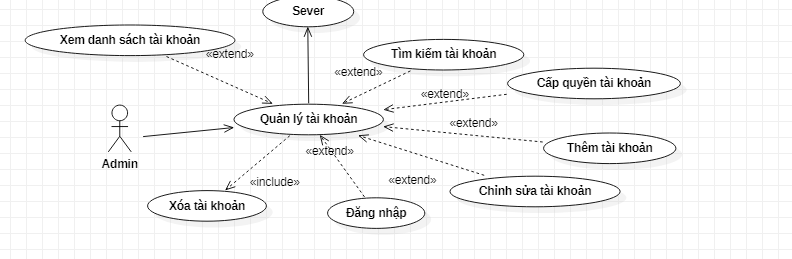 Sever
Xem danh sách tài khoản
«extend»
Tìm kiếm tài khoản
«extend»
Cấp quyền tài khoản
«extend»
Quản lý tài khoản
«extend»
Thêm tài khoản
Admin
«extend»
«include»
«extend»
Chỉnh sửa tài khoản
Xóa tài khoản
Đăng nhập